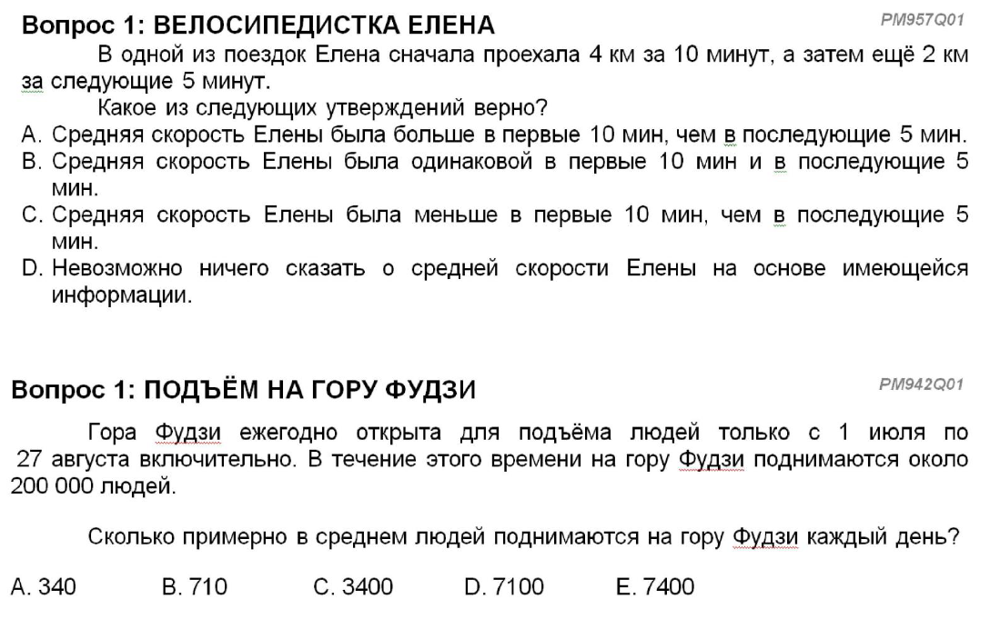 Вопрос 1: ВЕЛОСИПЕДИСТКА ЕЛЕНА PM957Q01
В одной из поездок Елена сначала проехала 4 км за 10 минут, а затем ещё 2 км
за следующие 5 минут.
Какое из следующих утверждений верно?
A. Средняя скорость Елены была больше в первые 10 мин, чем в последующие 5 мин.
B. Средняя скорость Елены была одинаковой в первые 10 мин и в последующие 5
мин.
C. Средняя скорость Елены была меньше в первые 10 мин, чем в последующие 5
мин.
D. Невозможно ничего сказать о средней скорости Елены на основе имеющейся
информации.
Вопрос 1: ПОДЪЁМ НА ГОРУ ФУДЗИ PM942Q01
Гора Фудзи ежегодно открыта для подъёма людей только с 1 июля по
27 августа включительно. В течение этого времени на гору Фудзи поднимаются около
200 000 людей.
Сколько примерно в среднем людей поднимаются на гору Фудзи каждый день?
A. 340 B. 710 C. 3400 D. 7100 E. 7400